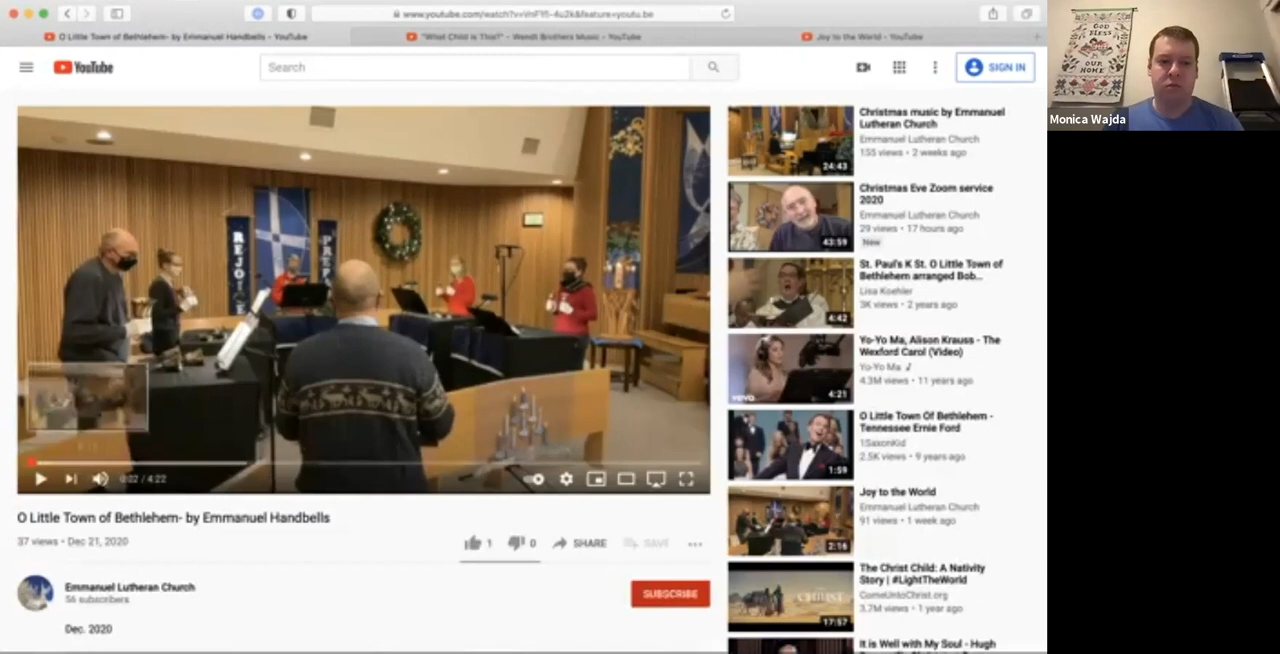 O Little Town of Bethlehem- by Emmanuel Handbells - YouTube
"What Child is This?" - Wendt Brothers Music - YouTube
Joy to the World - YouTube
YouTube
Search
SIGN IN
GOD
BLESS
OUR
HOME
Monica Wajda
REJOICE
0:02 / 4:22
O Little Town of Bethlehem- by Emmanuel Handbells
37 views • Dec 21, 2020
1
0
SHARE
SAVE
Emmanuel Lutheran Church
56 subscribers
SUBSCRIBE
Dec. 2020
24:43
Christmas music by Emmanuel
Lutheran Church
Emmanuel Lutheran Church
155 views • 2 weeks ago
43:59
Christmas Eve Zoom service
2020
Emmanuel Lutheran Church
29 views • 17 hours ago
New
4:42
St. Paul's K St. O Little Town of
Bethlehem arranged Bob...
Lisa Koehler
3K views • 2 years ago
vevo
4:21
Yo-Yo Ma, Alison Krauss - The
Wexford Carol (Video)
Yo-Yo Ma
4.3M views • 11 years ago
1:59
O Little Town Of Bethlehem -
Tennessee Ernie Ford
1SaxonKid
2.5K views • 9 years ago
2:16
Joy to the World
Emmanuel Lutheran Church
91 views • 1 week ago
CHRIST
17:57
The Christ Child: A Nativity
Story | #LightTheWorld
ComeUntoChrist.org
3.7M views • 1 year ago
It is Well with My Soul - Hugh